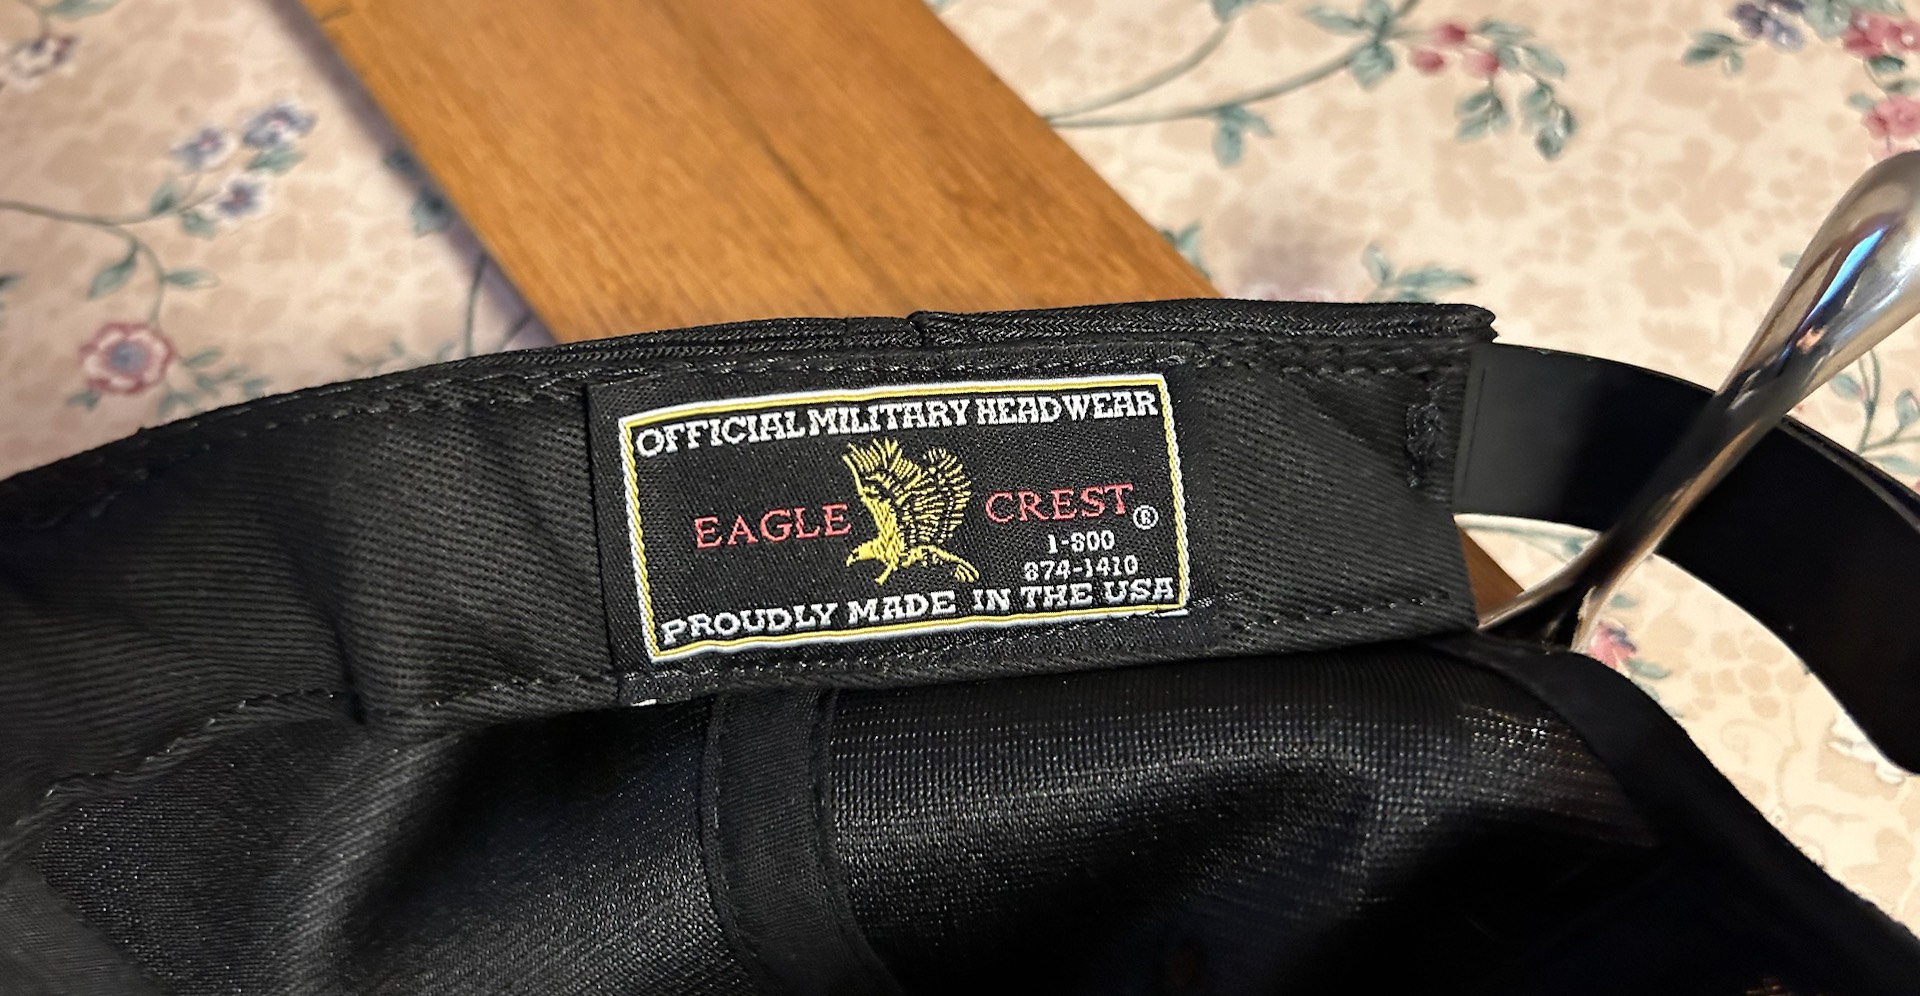 OFFICIAL MILITARY HEADWEAR
EAGLE CREST ®
1-800
874-1410
PROUDLY MADE IN THE USA